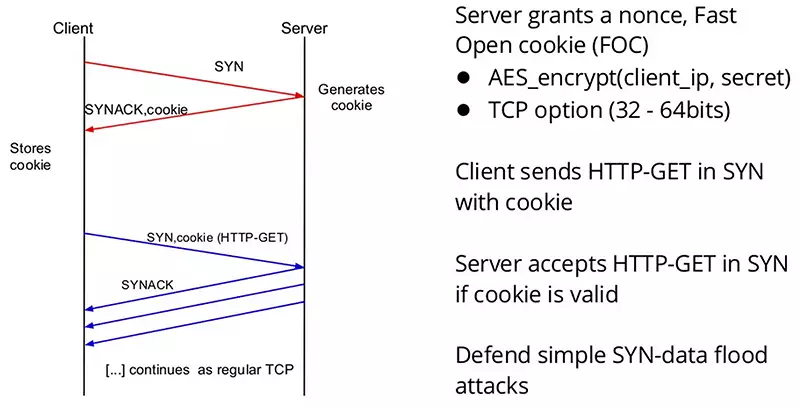 Client
Server
SYN
Generates
cookie
SYNACK,cookie
Stores
cookie
SYN,cookie (HTTP-GET)
SYNACK
[...] continues as regular TCP
Server grants a nonce, Fast
Open cookie (FOC)
● AES_encrypt(client_ip, secret)
● TCP option (32 - 64bits)
Client sends HTTP-GET in SYN
with cookie
Server accepts HTTP-GET in SYN
if cookie is valid
Defend simple SYN-data flood
attacks